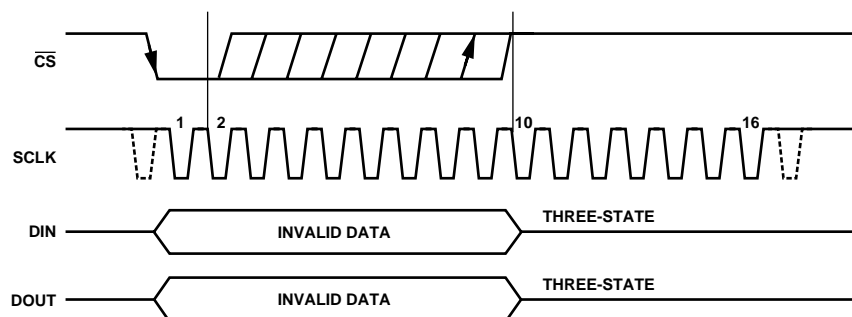 CS
1 2 10 16
SCLK
THREE-STATE
DIN INVALID DATA
THREE-STATE
DOUT INVALID DATA